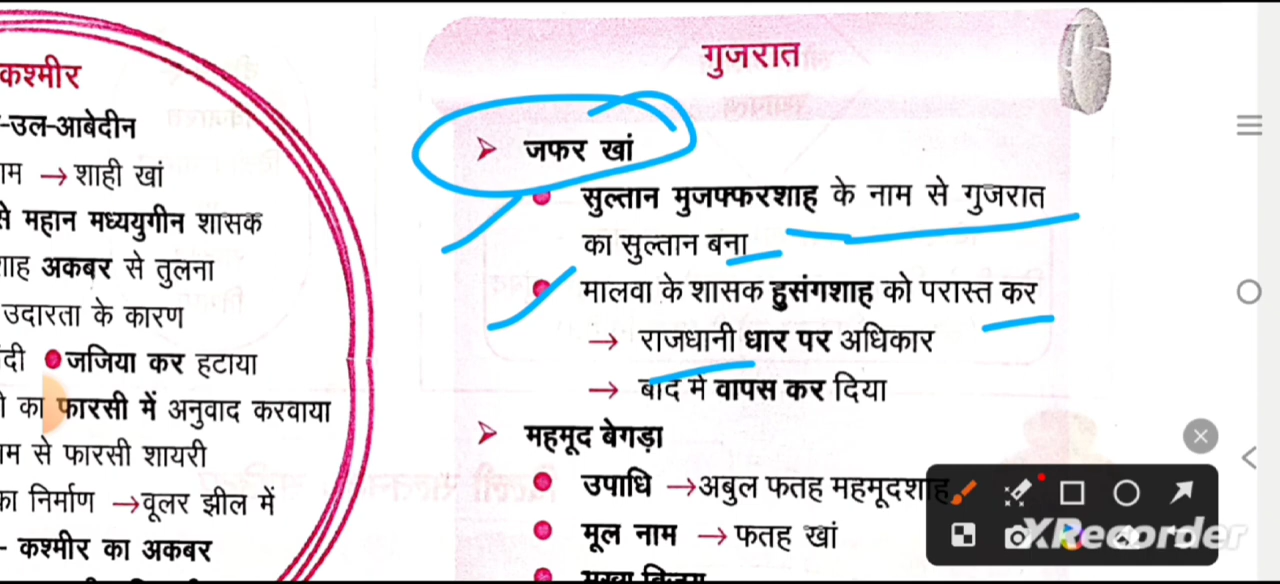 कश्मीर
-उल-आबेदीन
→ शाही खां
से महान मध्ययुगीन शासक
अकबर से तुलना
उदारता के कारण
जजिया कर हटाया
का फारसी में अनुवाद करवाया
से फारसी शायरी
का निर्माण → वूलर झील में
- कश्मीर का अकबर
गुजरात
➢ जफर खां
● सुल्तान मुजफ्फरशाह के नाम से गुजरात
का सुल्तान बना
● मालवा के शासक हुसंगशाह को परास्त कर
→ राजधानी धार पर अधिकार
→ बाद मे वापस कर दिया
➢ महमूद बेगड़ा
● उपाधि → अबुल फतह महमूदशाह
● मूल नाम → फतह खां
XRecorder